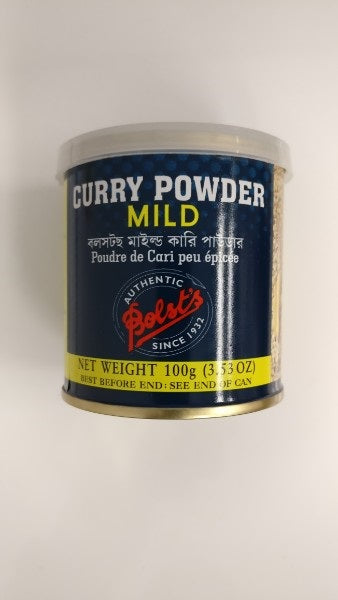 CURRY POWDER
MILD
বলসটছ মাইল্ড কারি পাউডার
Poudre de Cari peu épicée
AUTHENTIC
Bolst's
SINCE 1932
NET WEIGHT 100g (3.53 OZ)
BEST BEFORE END: SEE END OF CAN